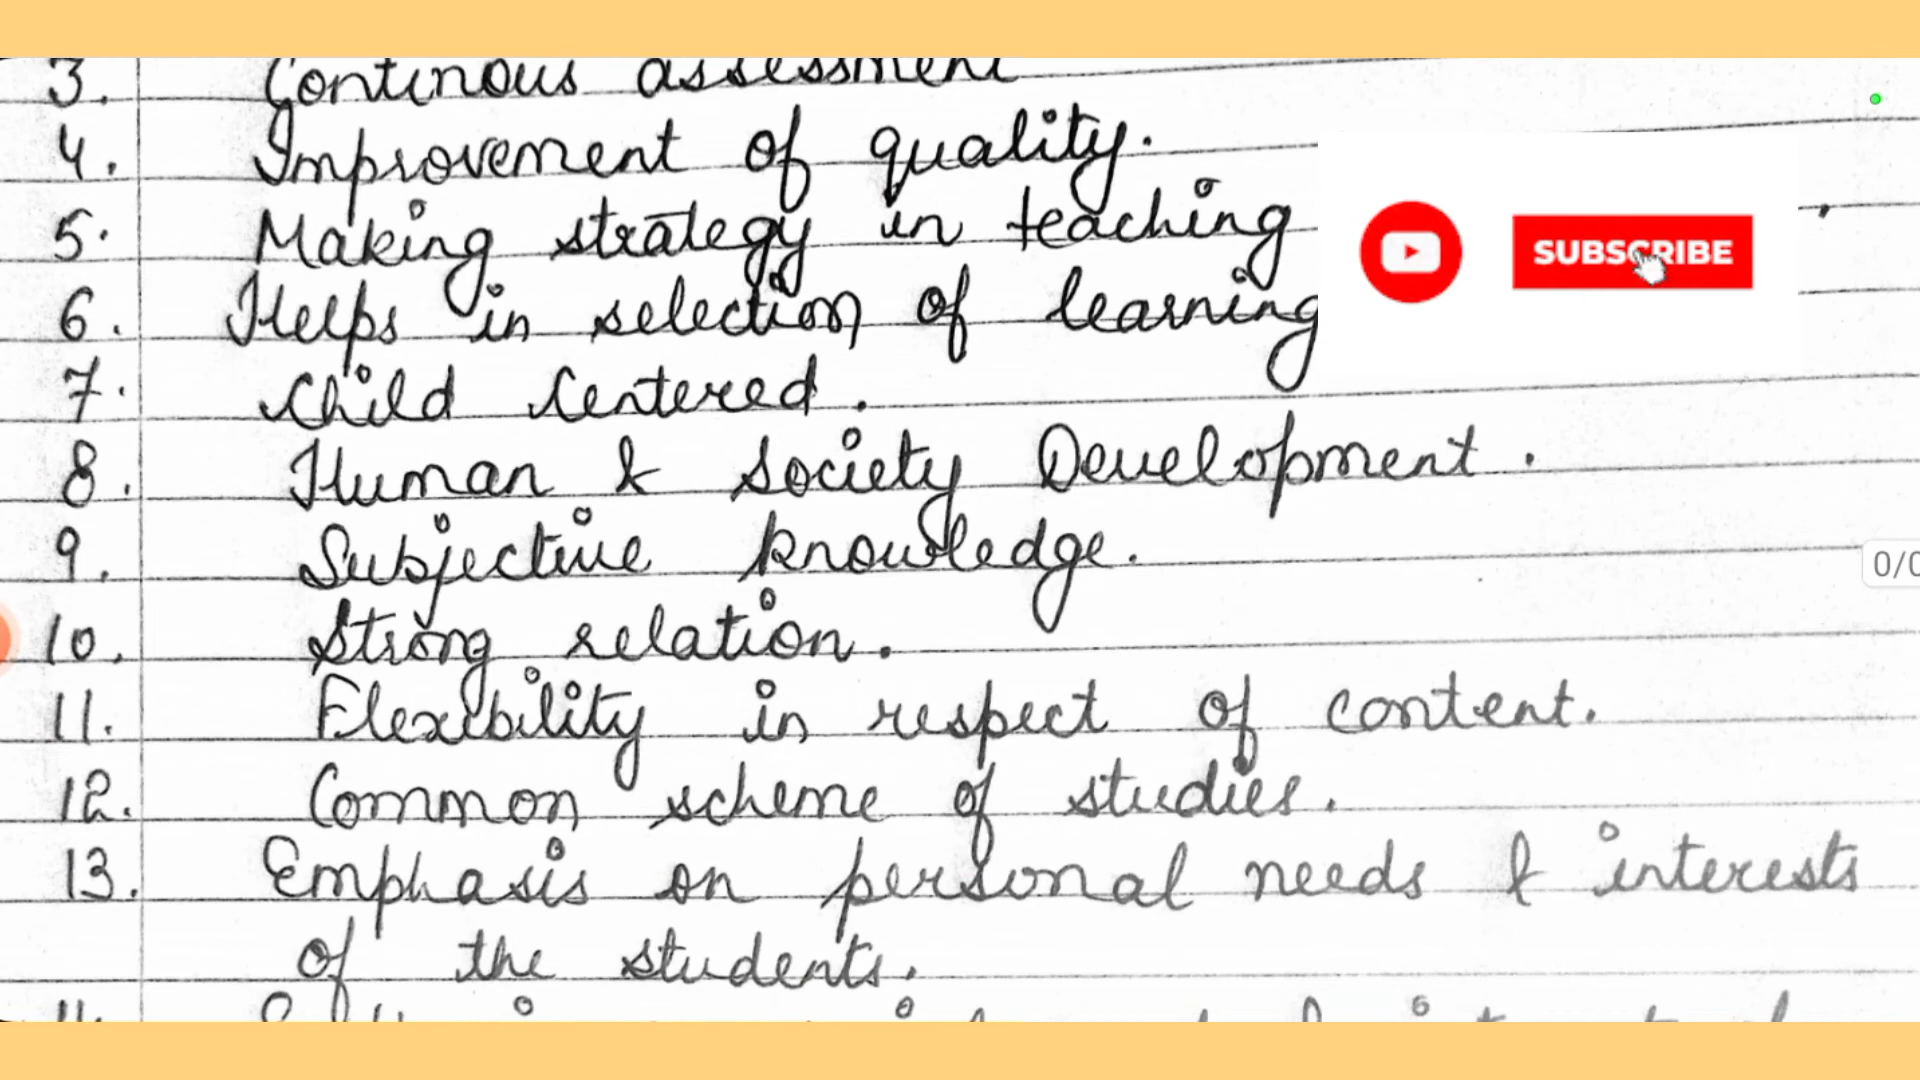 3. Continous assessment
4. Improvement of quality.
5. Making strategy in teaching
6. Helps in selection of learning
SUBSCRIBE
7. Child Centered.
8. Human & Society Development.
9. Subjective knowledge.
0/0
10. Strong relation.
11. Flexibility in respect of content.
12. Common scheme of studies.
13. Emphasis on personal needs & interests
of the students.